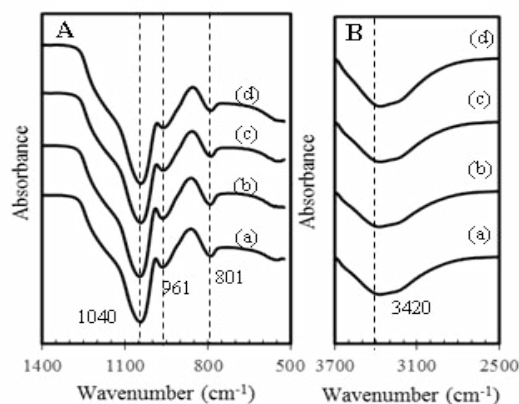 A
B
Absorbance
Absorbance
(d)
(c)
(b)
(a)
(d)
(c)
(b)
(a)
1040
961
801
3420
1400 1100 800 500
3700 3100 2500
Wavenumber (cm-1)
Wavenumber (cm-1)